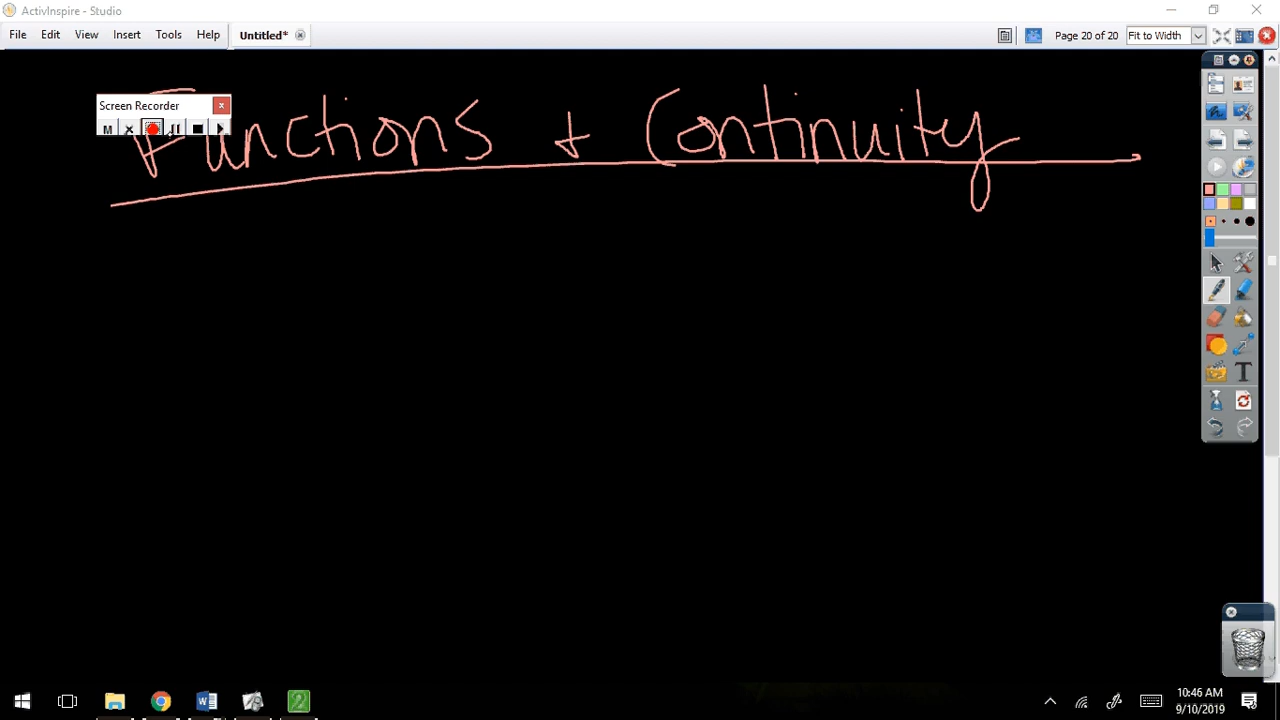 ActivInspire - Studio
File Edit View Insert Tools Help Untitled* Page 20 of 20 Fit to Width
Screen Recorder
M
Functions + Continuity
T
10:46 AM
9/10/2019